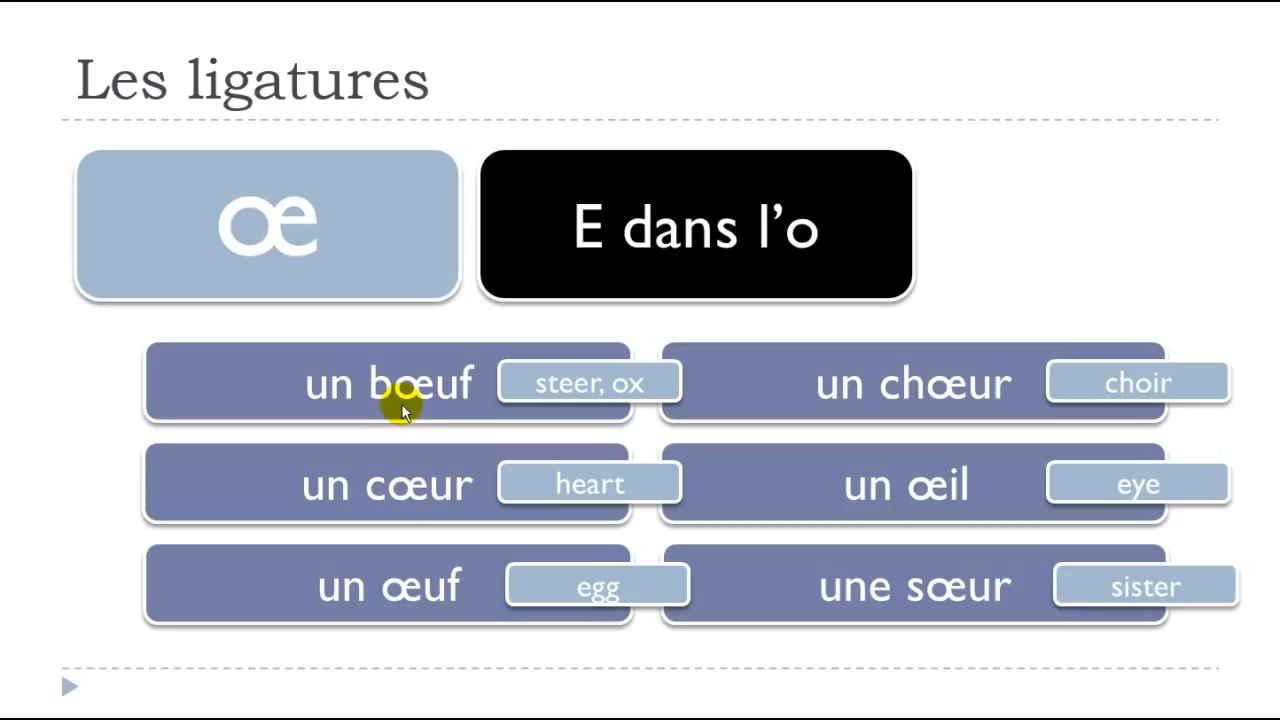 Les ligatures
œ
E dans l’o
un bœuf steer, ox
un chœur choir
un cœur heart
un œil eye
un œuf egg
une sœur sister